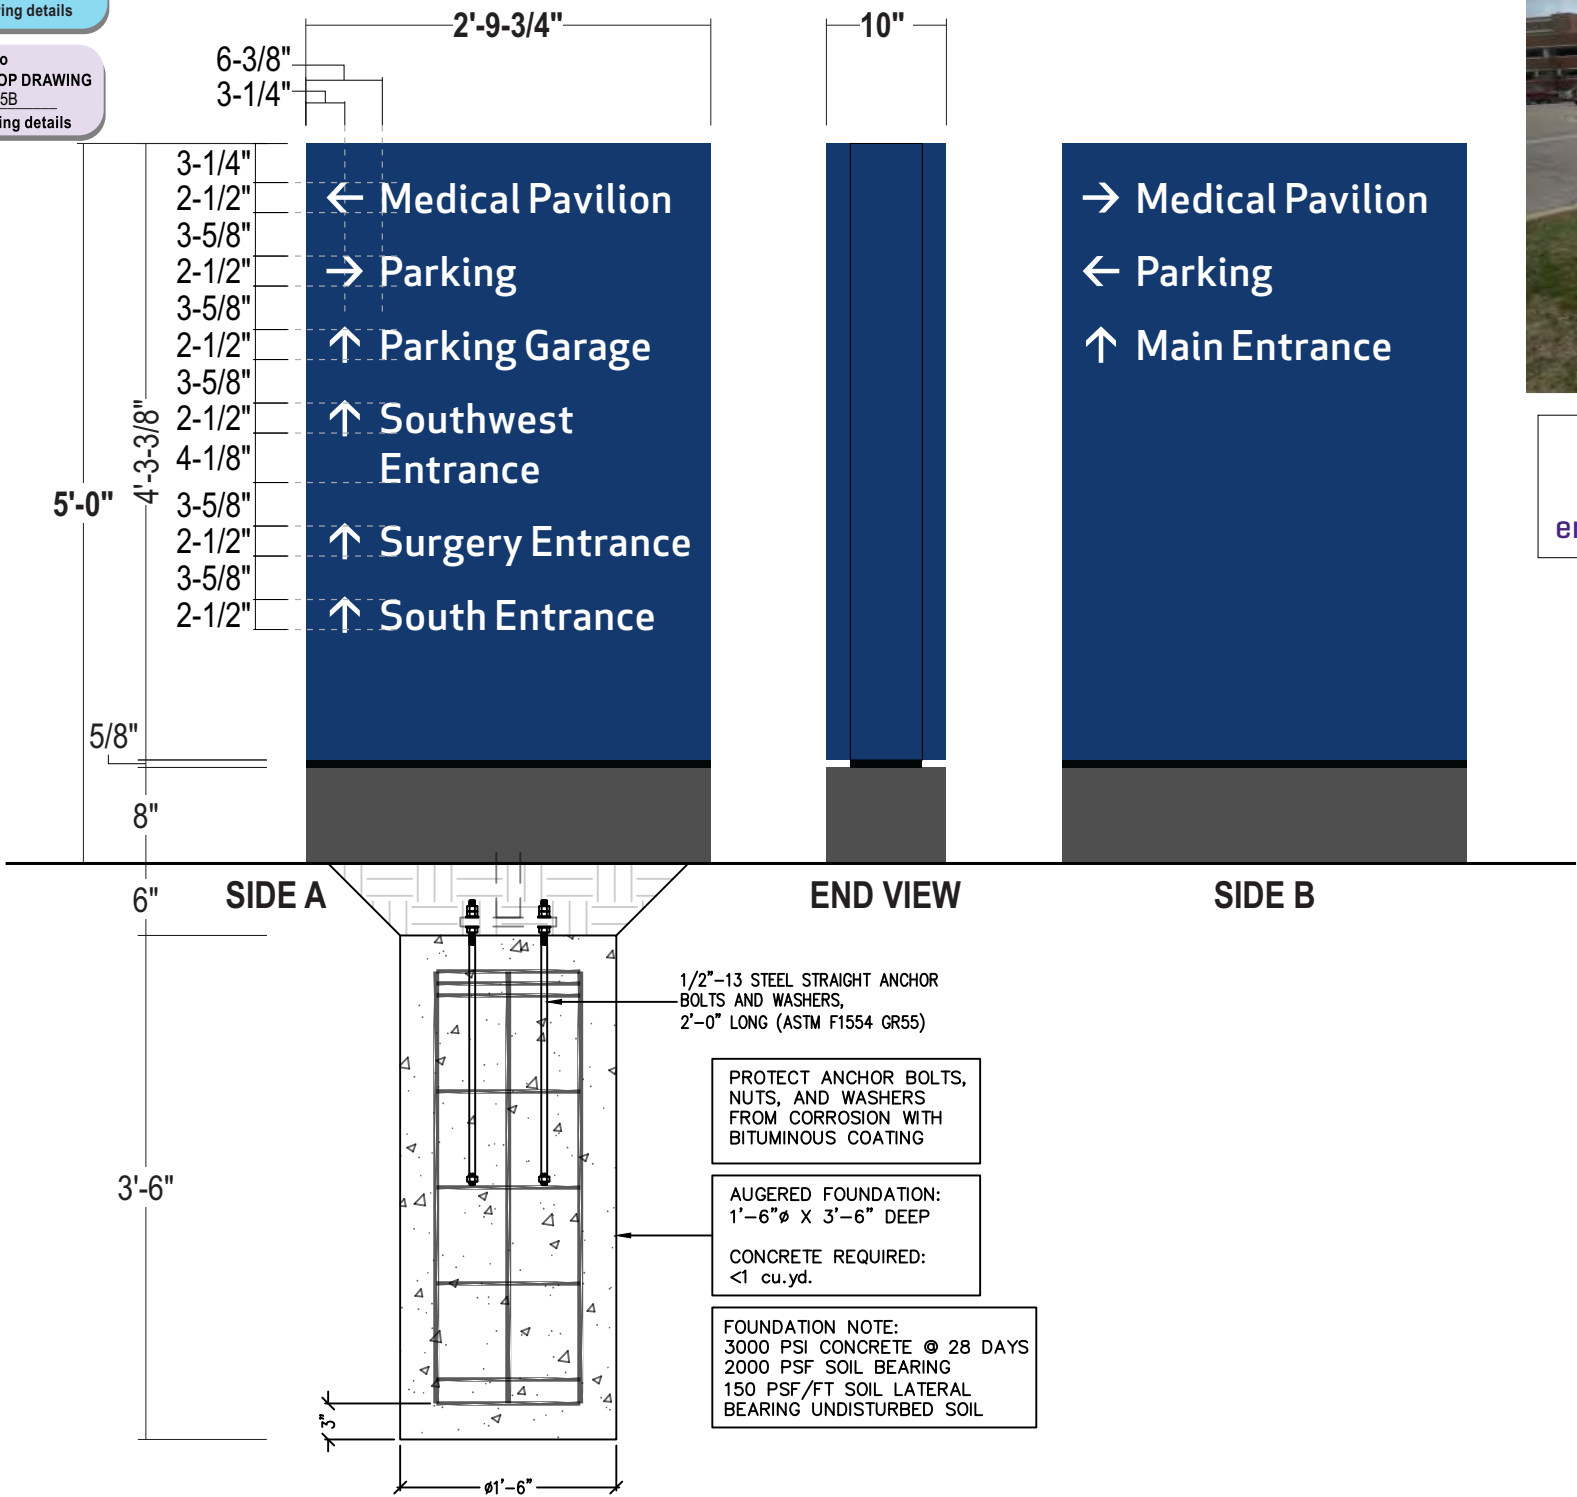 ring details
OP DRAWING
5B
ing details
2'-9-3/4"
10"
6-3/8"
3-1/4"
3-1/4"
2-1/2"
3-5/8"
2-1/2"
3-5/8"
2-1/2"
3-5/8"
2-1/2"
4-1/8"
3-5/8"
2-1/2"
3-5/8"
2-1/2"
5'-0"
4'-3-3/8"
5/8"
8"
6"
3'-6"
← Medical Pavilion
→ Parking
↑ Parking Garage
↑ Southwest
Entrance
↑ Surgery Entrance
↑ South Entrance
→ Medical Pavilion
← Parking
↑ Main Entrance
SIDE A
END VIEW
SIDE B
1/2"-13 STEEL STRAIGHT ANCHOR
BOLTS AND WASHERS,
2'-0" LONG (ASTM F1554 GR55)
PROTECT ANCHOR BOLTS,
NUTS, AND WASHERS
FROM CORROSION WITH
BITUMINOUS COATING
AUGERED FOUNDATION:
1'-6"ø X 3'-6" DEEP
CONCRETE REQUIRED:
<1 cu.yd.
FOUNDATION NOTE:
3000 PSI CONCRETE @ 28 DAYS
2000 PSF SOIL BEARING
150 PSF/FT SOIL LATERAL
BEARING UNDISTURBED SOIL
3"
ø1'-6"